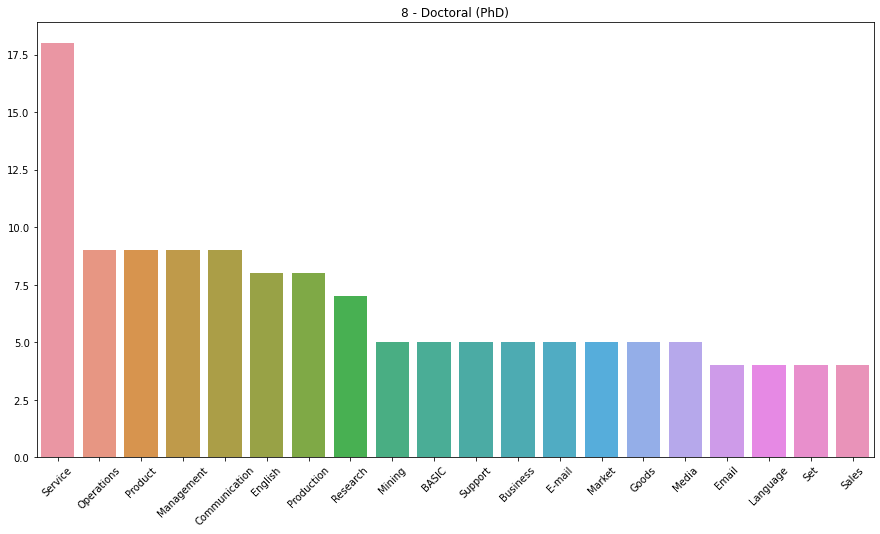 8 - Doctoral (PhD)
17.5
15.0
12.5
10.0
7.5
5.0
2.5
0.0
Service
Operations
Product
Management
Communication
English
Production
Research
Mining
BASIC
Support
Business
E-mail
Market
Goods
Media
Email
Language
Set
Sales